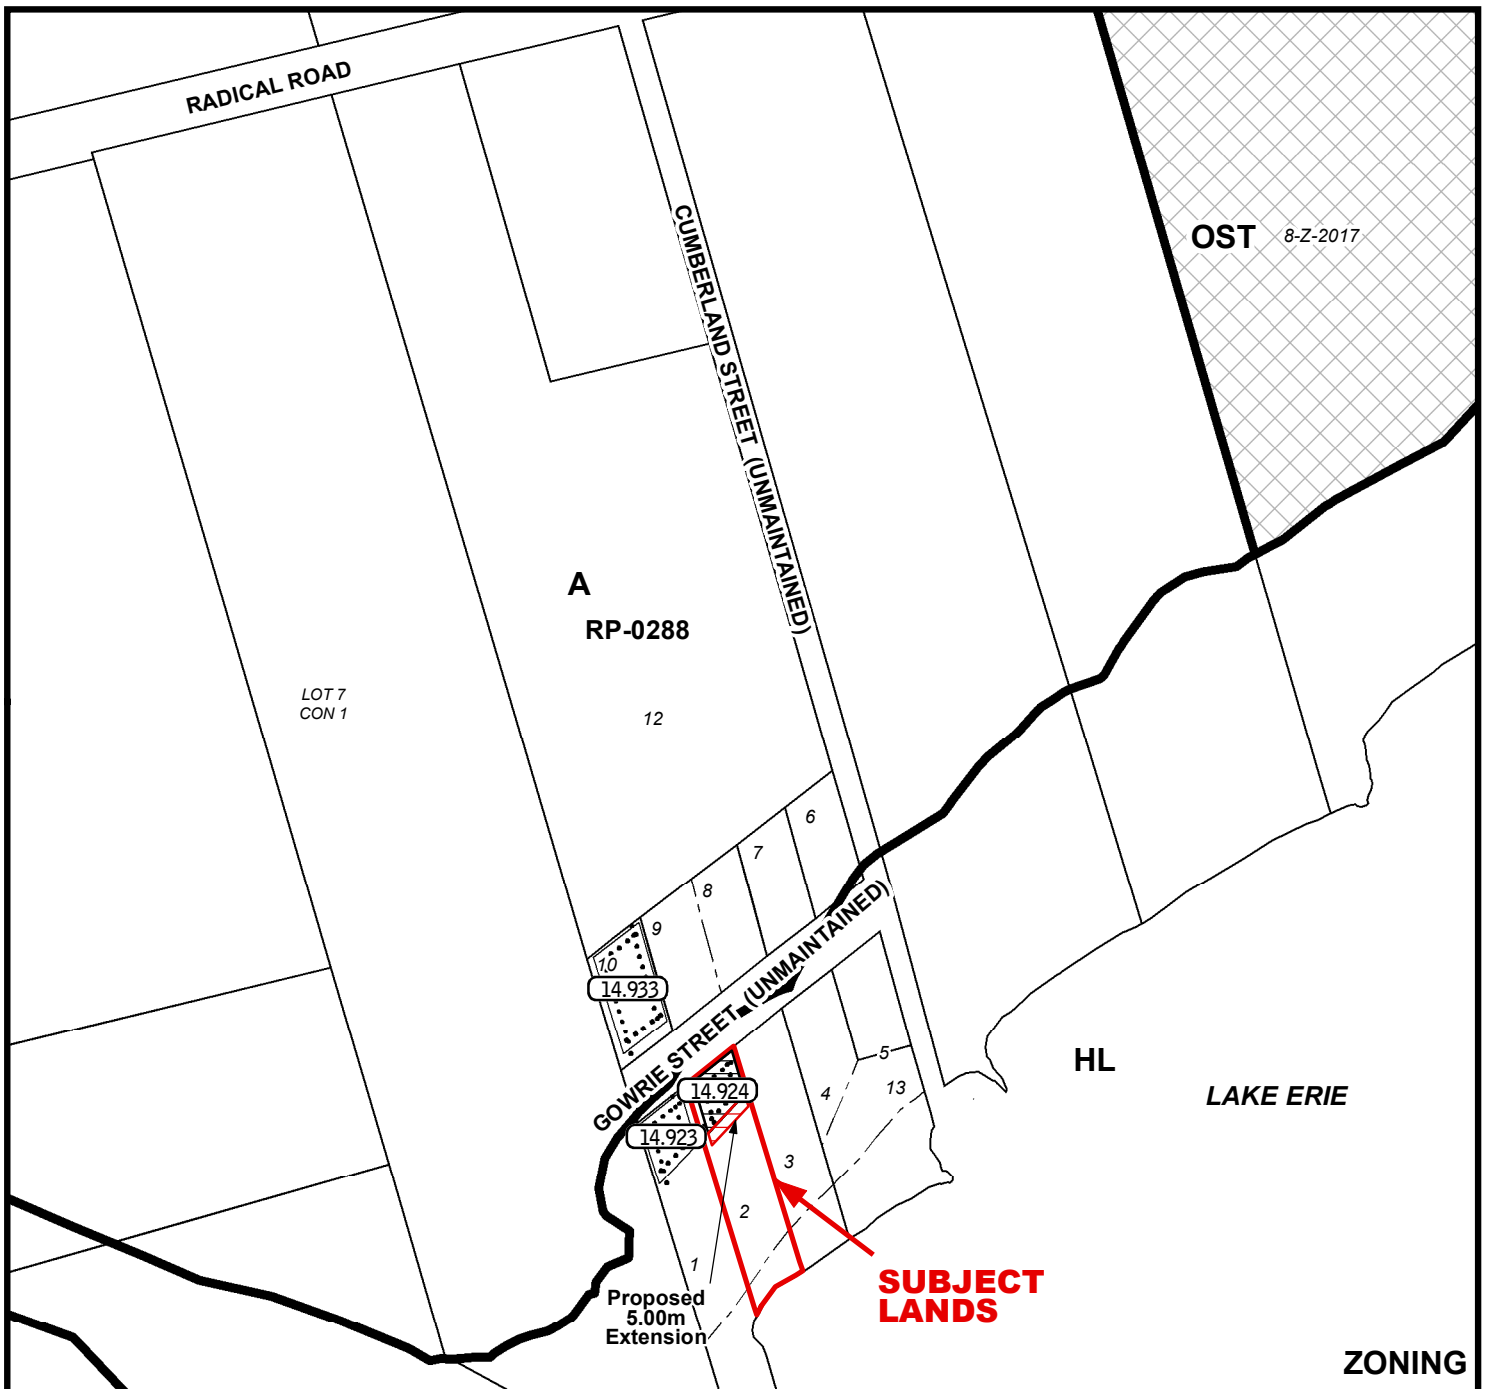 RADICAL ROAD
CUMBERLAND STREET (UNMAINTAINED)
OST
8-Z-2017
A
RP-0288
LOT 7
CON 1
12
6
7
8
9
10
14.933
GOWRIE STREET (UNMAINTAINED)
14.924
14.923
5
13
4
3
2
1
HL
LAKE ERIE
Proposed
5.00m
Extension
SUBJECT
LANDS
ZONING